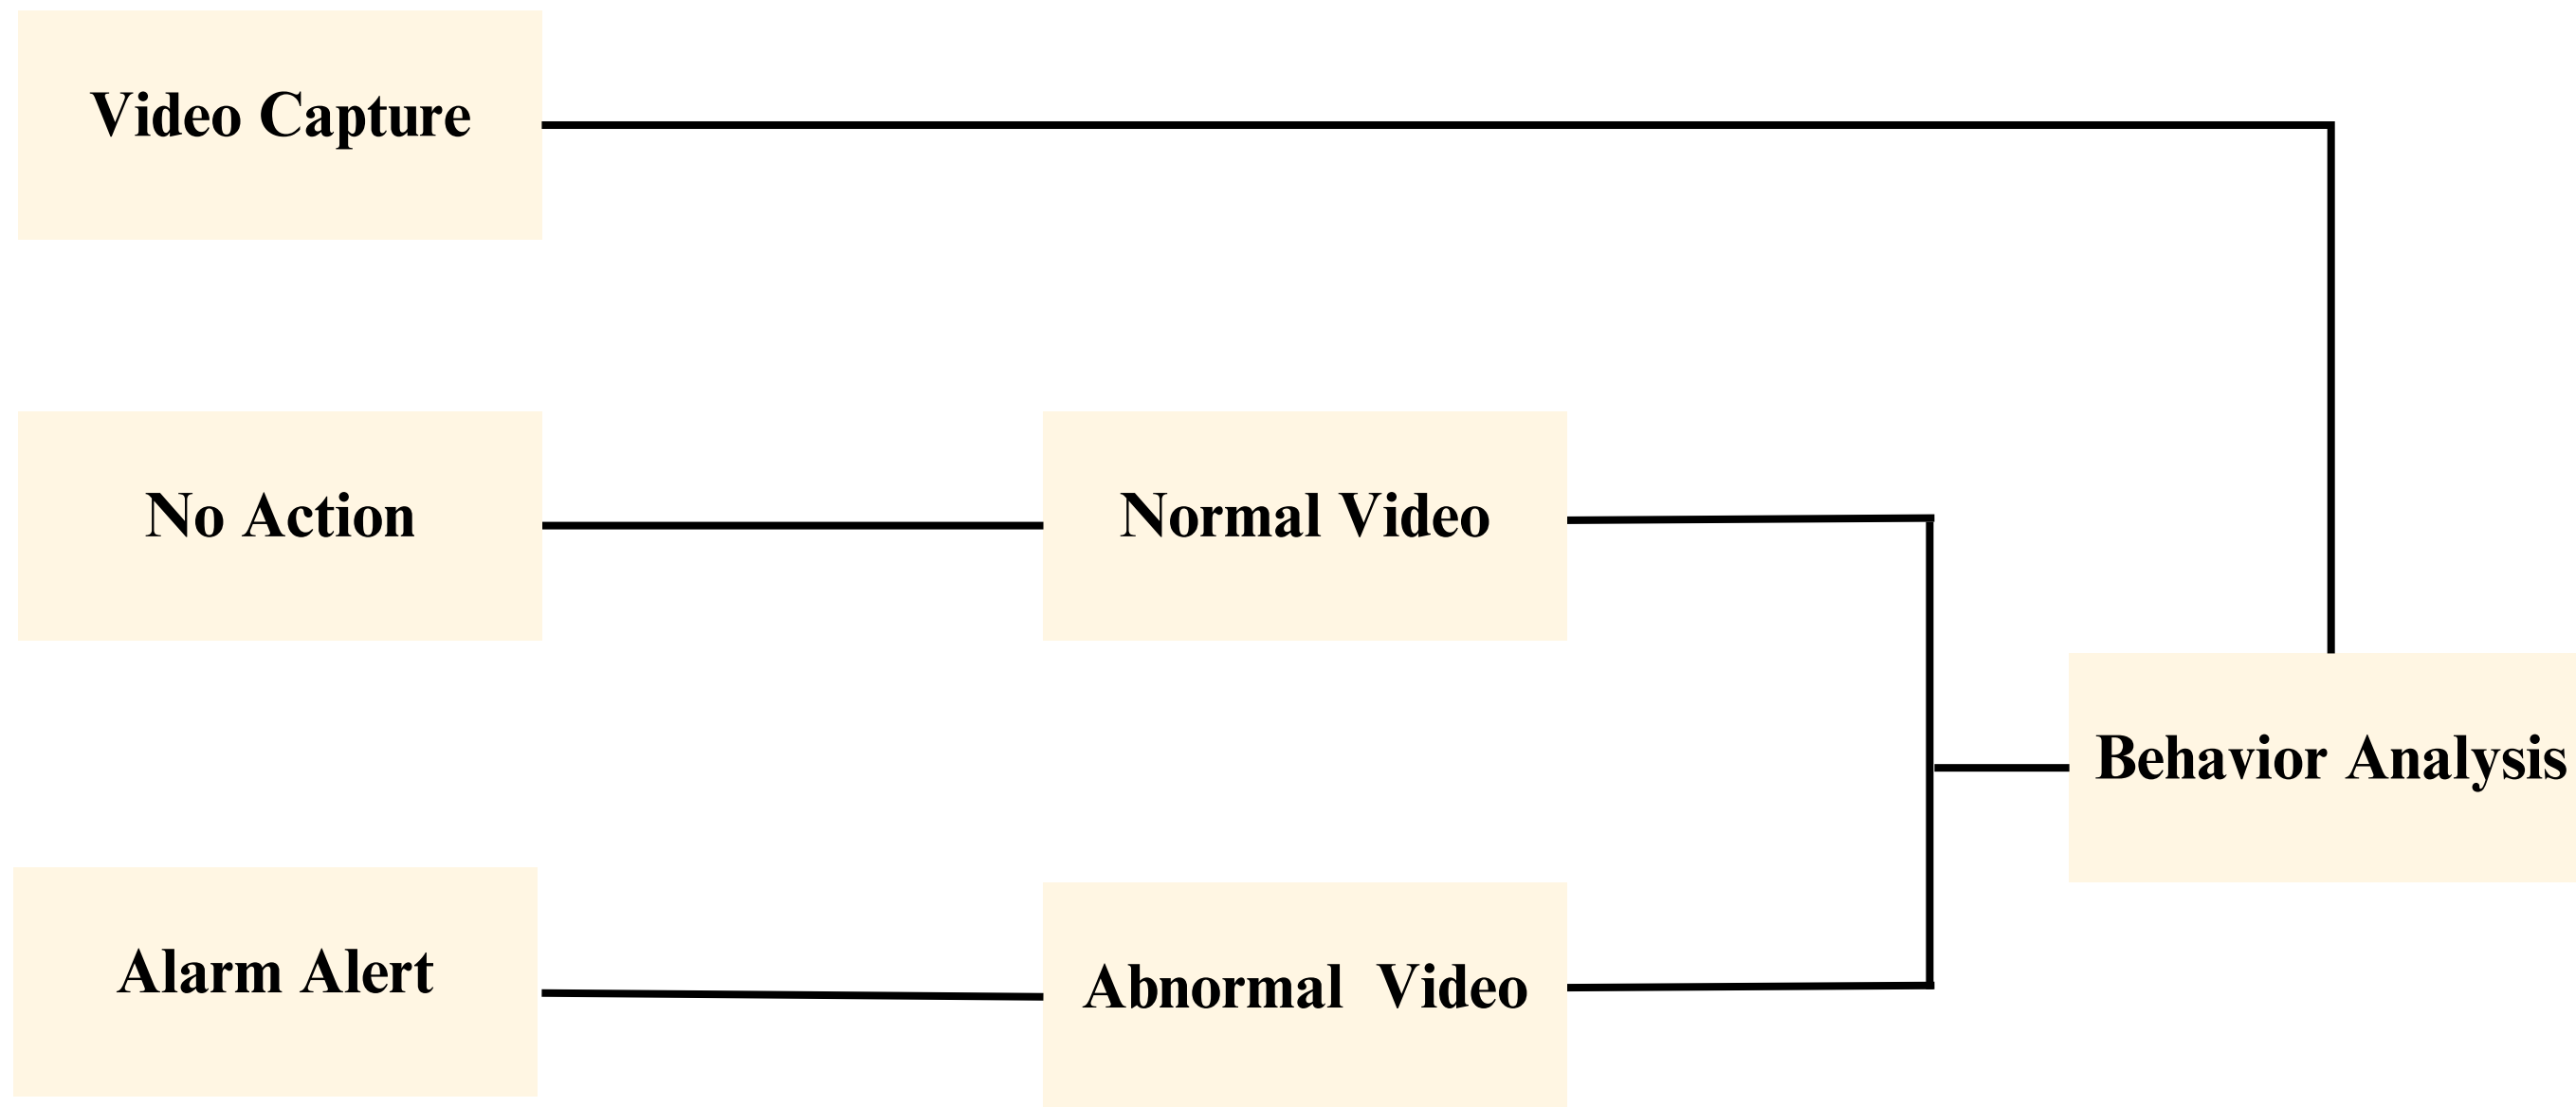 Video Capture
No Action
Normal Video
Behavior Analysis
Alarm Alert
Abnormal  Video